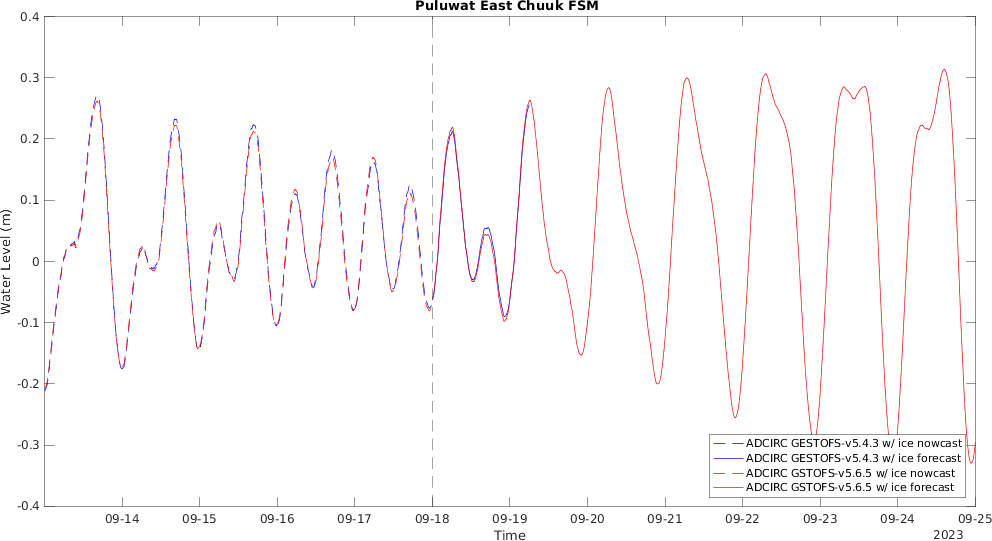 Puluwat East Chuuk FSM
0.4
0.3
0.2
0.1
0
-0.1
-0.2
-0.3
-0.4
Water Level (m)
ADCIRC GESTOFS-v5.4.3 w/ ice nowcast
ADCIRC GESTOFS-v5.4.3 w/ ice forecast
ADCIRC GSTOFS-v5.6.5 w/ ice nowcast
ADCIRC GSTOFS-v5.6.5 w/ ice forecast
09-14 09-15 09-16 09-17 09-18 09-19 09-20 09-21 09-22 09-23 09-24 09-25
Time
2023